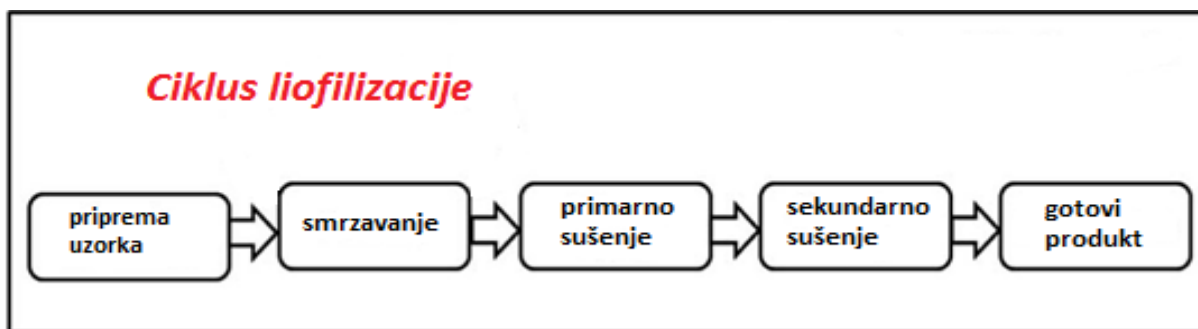 Ciklus liofilizacije
priprema
uzorka
smrzavanje
primarno
sušenje
sekundarno
sušenje
gotovi
produkt